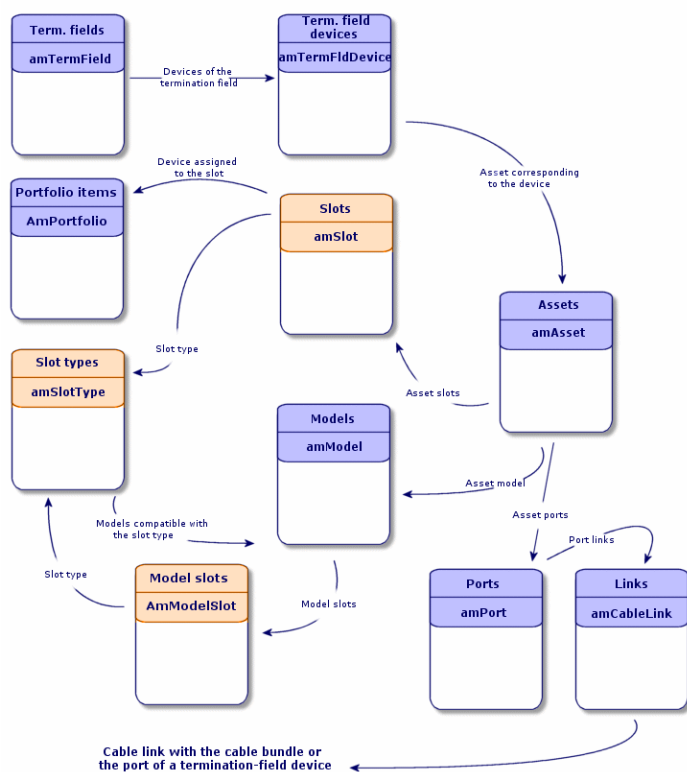 Term. fields
amTermField
Term. field
devices
amTermFldDevice
Devices of the
termination field
Device assigned
to the slot
Asset corresponding
to the device
Portfolio items
AmPortfolio
Slots
amSlot
Assets
amAsset
Slot type
Slot types
amSlotType
Asset slots
Models
amModel
Asset model
Asset ports
Models compatible with
the slot type
Port links
Slot type
Model slots
AmModelSlot
Model slots
Ports
amPort
Links
amCableLink
Cable link with the cable bundle or
the port of a termination-field device